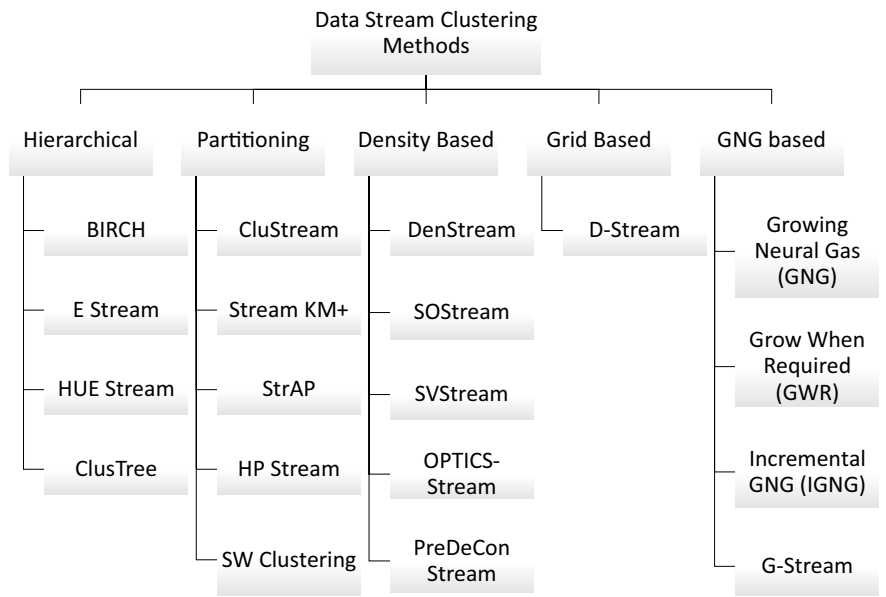 Data Stream Clustering
Methods
Hierarchical
BIRCH
E Stream
HUE Stream
ClusTree
Partitioning
CluStream
Stream KM+
StrAP
HP Stream
SW Clustering
Density Based
DenStream
SOStream
SVStream
OPTICS-
Stream
PreDeCon
Stream
Grid Based
D-Stream
GNG based
Growing
Neural Gas
(GNG)
Grow When
Required
(GWR)
Incremental
GNG (IGNG)
G-Stream